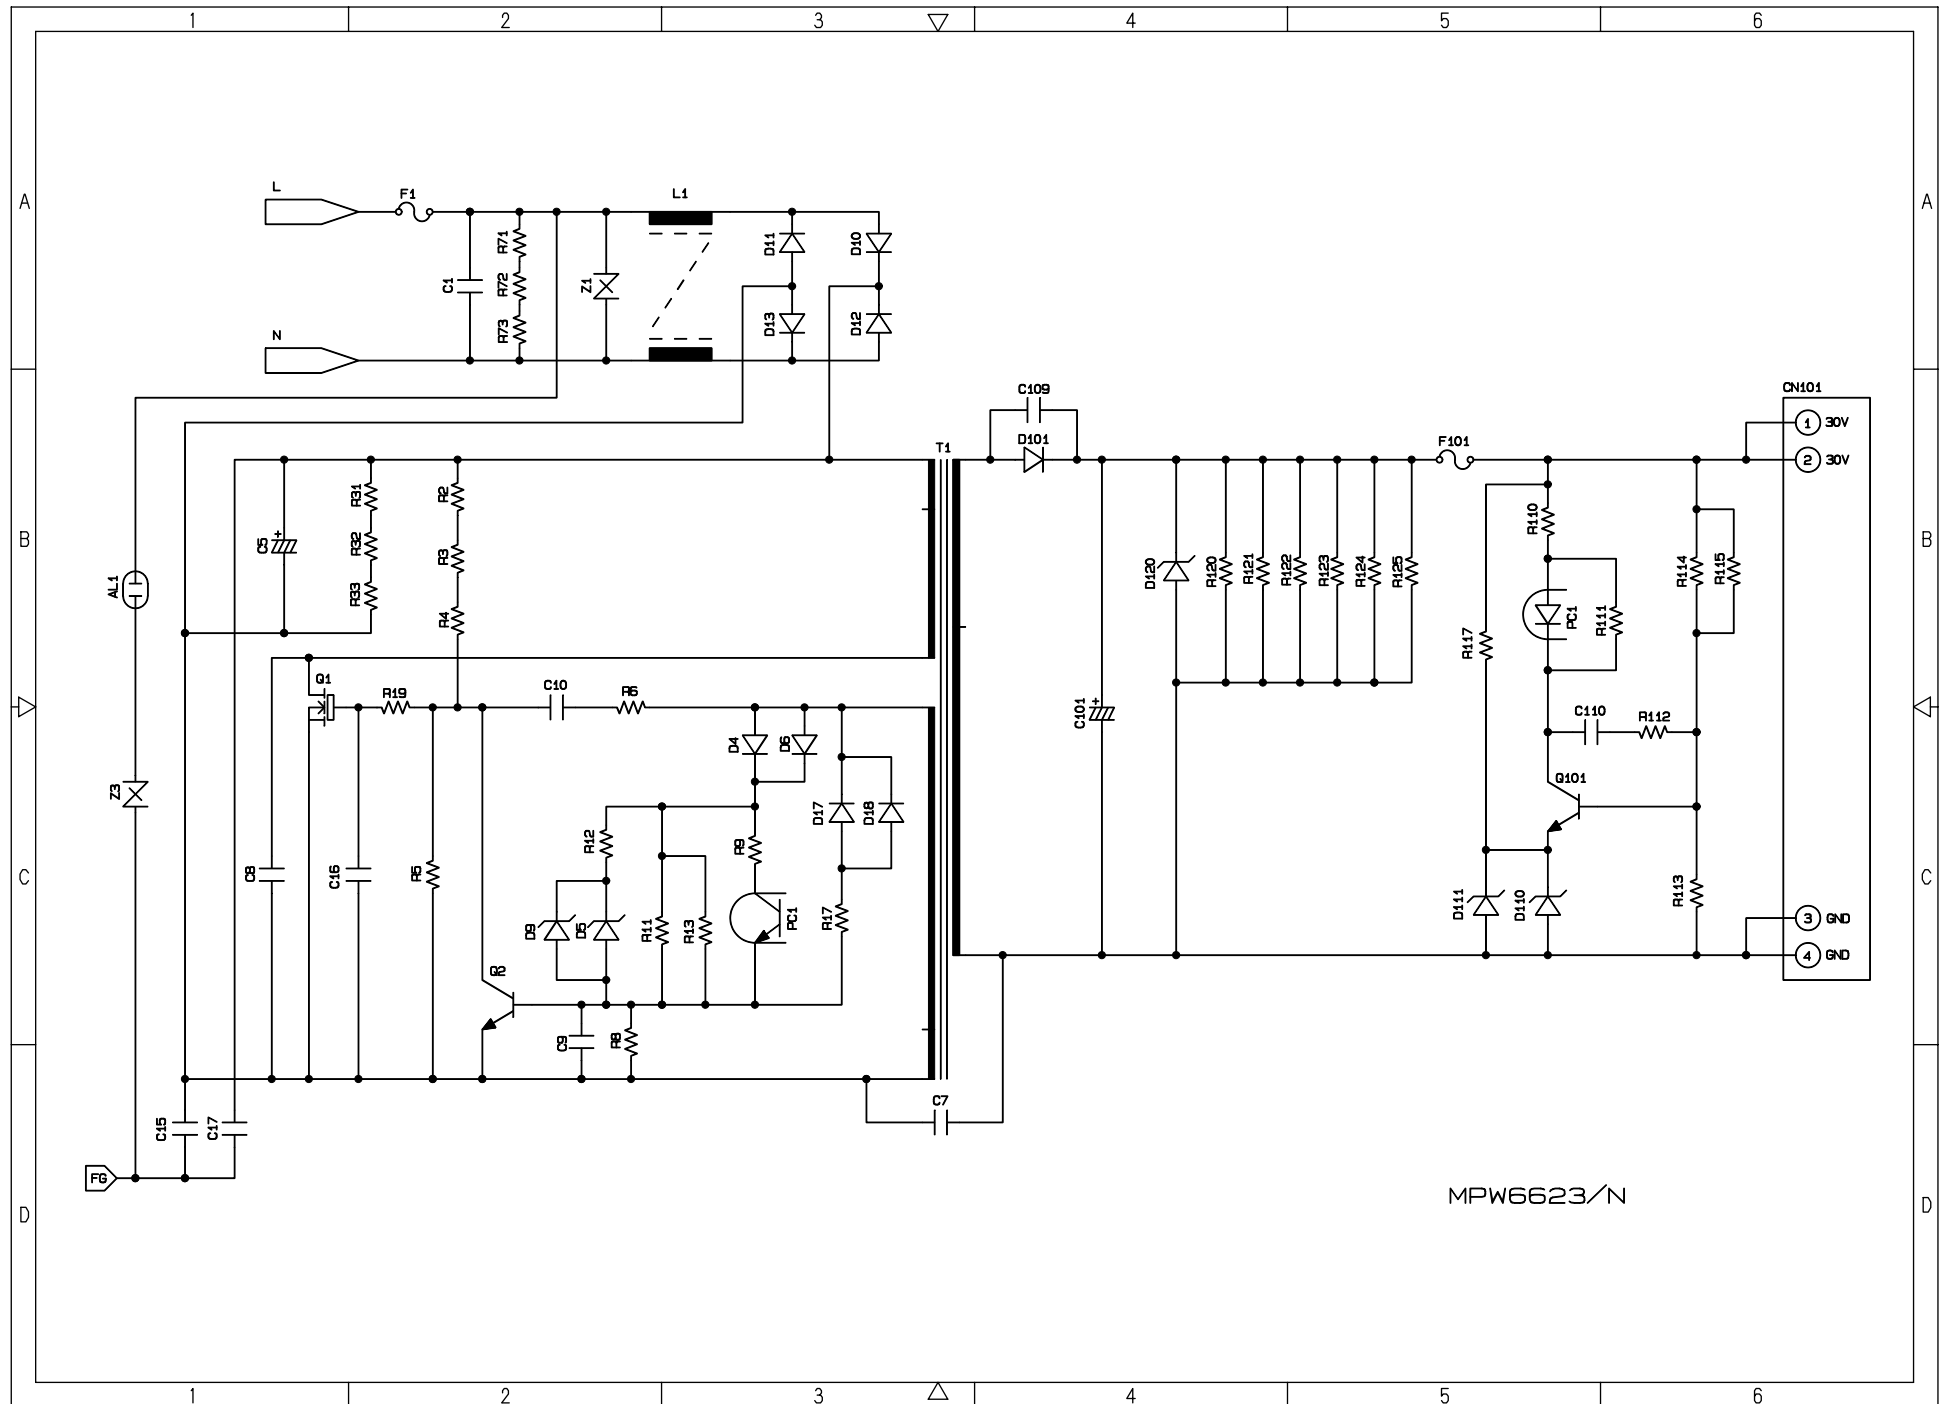 1 2 3 4 5 6
A A
L F1 L1
R71 D11 D10
C1 R72 Z1
R73 D13 D12
N
C109 CN101
D101 1 30V
T1 F101 2 30V
R31 R2
R110
B B
C5 R32 R3
D120 R120 R121 R122 R123 R124 R125 R114 R115
AL1 R33 R4
PC1 R111
R117
Q1 R19 C10 R6
C101 C110 R112
D4 D6
Q101
Z3 D17 D18
R12 R9
C8 C16 R5
C C
D111 D110 R113
D9 D5 R11 R13 PC1 R17
3 GND
4 GND
Q2
C9 R8
C7
C15 C17
FG
MPW6623/N
D D
1 2 3 4 5 6